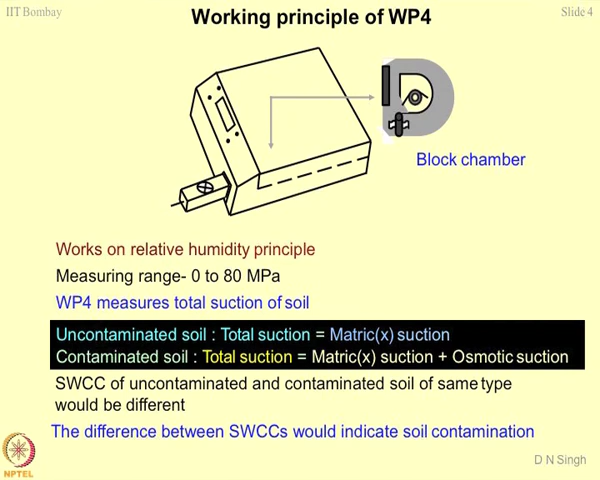 IIT Bombay
Working principle of WP4
Slide 4
Block chamber
Works on relative humidity principle
Measuring range- 0 to 80 MPa
WP4 measures total suction of soil
Uncontaminated soil : Total suction = Matric(x) suction
Contaminated soil : Total suction = Matric(x) suction + Osmotic suction
SWCC of uncontaminated and contaminated soil of same type
would be different
The difference between SWCCs would indicate soil contamination
D N Singh
NPTEL